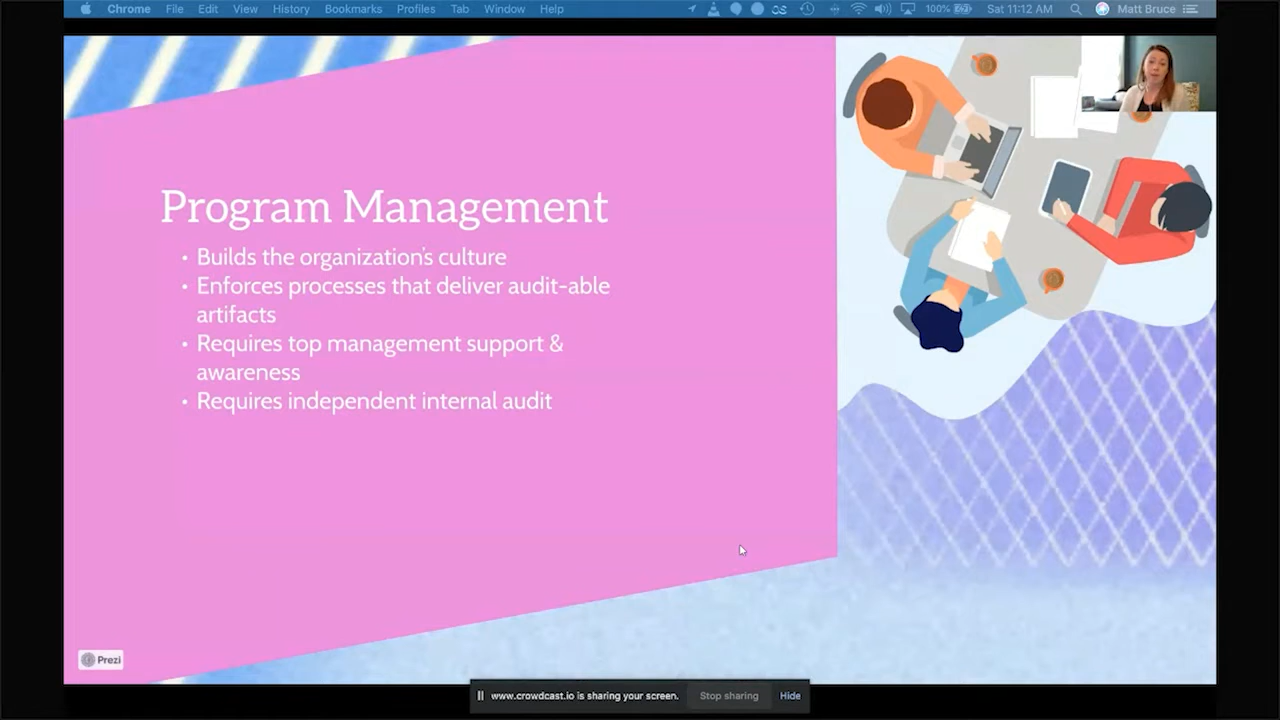 Chrome File Edit View History Bookmarks Profiles Tab Window Help 100% Sat 11:12 AM Matt Bruce
Program Management
• Builds the organization's culture
• Enforces processes that deliver audit-able
artifacts
• Requires top management support &
awareness
• Requires independent internal audit
Prezi
www.crowdcast.io is sharing your screen. Stop sharing Hide